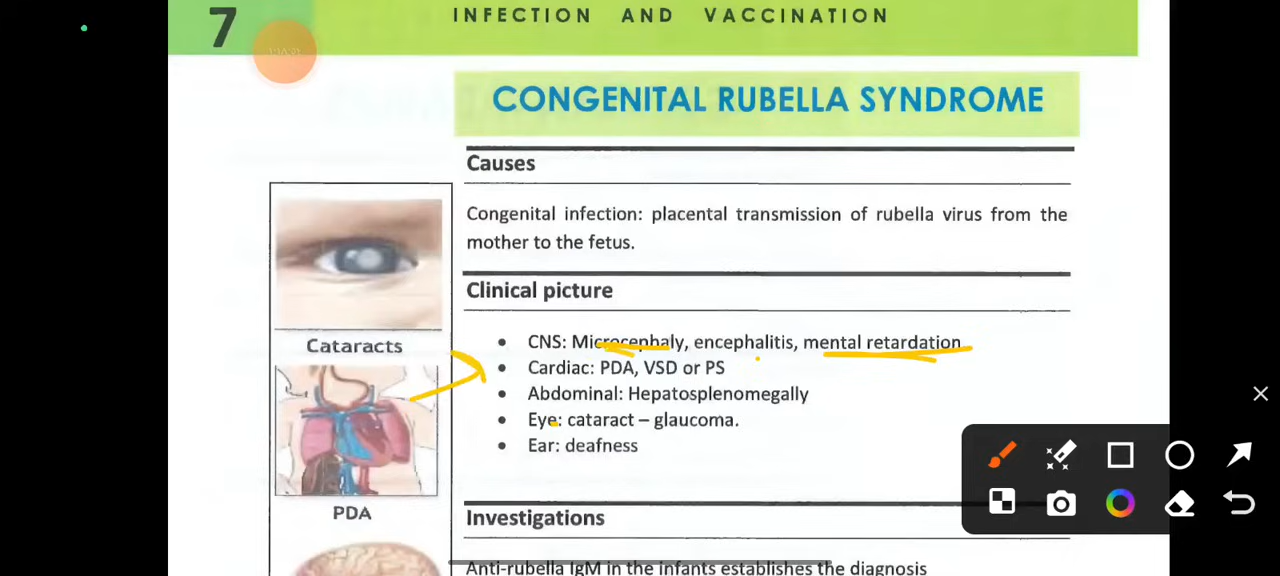 7
INFECTION AND VACCINATION
CONGENITAL RUBELLA SYNDROME
Causes
Congenital infection: placental transmission of rubella virus from the
mother to the fetus.
Clinical picture
• CNS: Microcephaly, encephalitis, mental retardation
• Cardiac: PDA, VSD or PS
• Abdominal: Hepatosplenomegally
• Eye: cataract – glaucoma.
• Ear: deafness
Cataracts
PDA
Investigations
Anti-rubella IgM in the infants establishes the diagnosis